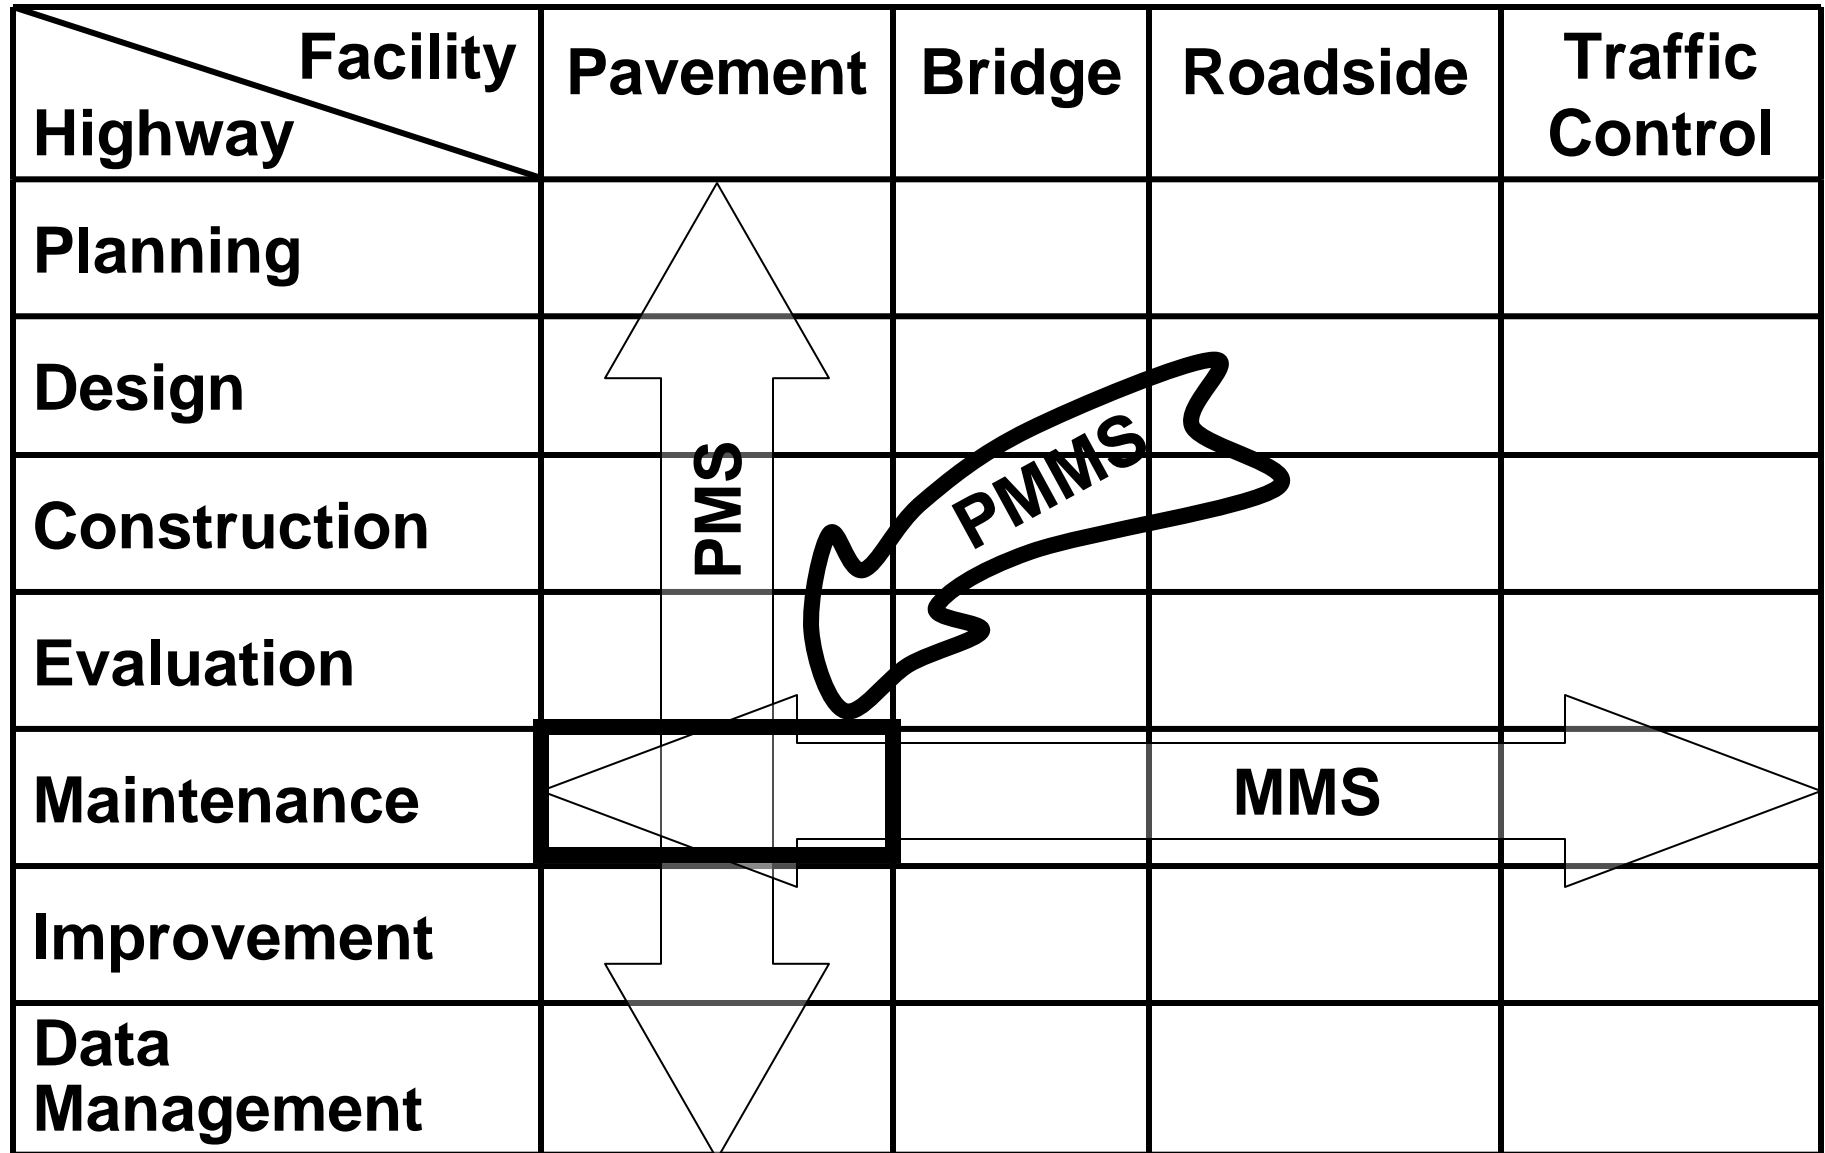 Facility
Highway
Pavement
Bridge
Roadside
Traffic
Control
Planning
Design
Construction
Evaluation
Maintenance
Improvement
Data
Management
PMS
PMMS
MMS